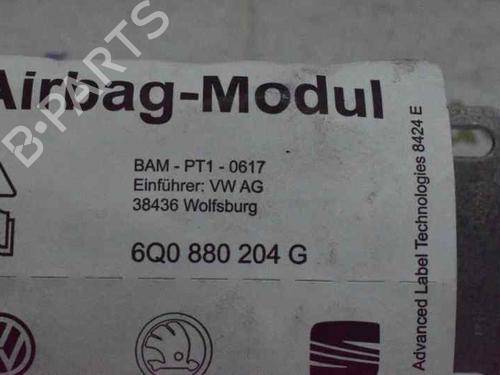 B-PARTS
Airbag-Modul
BAM - PT1 - 0617
Einführer: VW AG
38436 Wolfsburg
6Q0 880 204 G
Advanced Label Technologies 8424 E